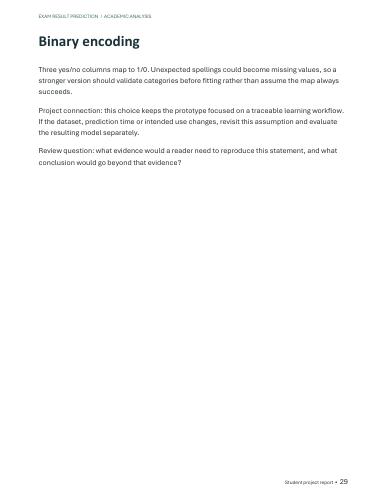 EXAM RESULT PREDICTION | ACADEMIC ANALYSIS
Binary encoding
Three yes/no columns map to 1/0. Unexpected spellings could become missing values, so a
stronger version should validate categories before fitting rather than assume the map always
succeeds.
Project connection: this choice keeps the prototype focused on a traceable learning workflow.
If the dataset, prediction time or intended use changes, revisit this assumption and evaluate
the resulting model separately.
Review question: what evidence would a reader need to reproduce this statement, and what
conclusion would go beyond that evidence?
Student project report • 29